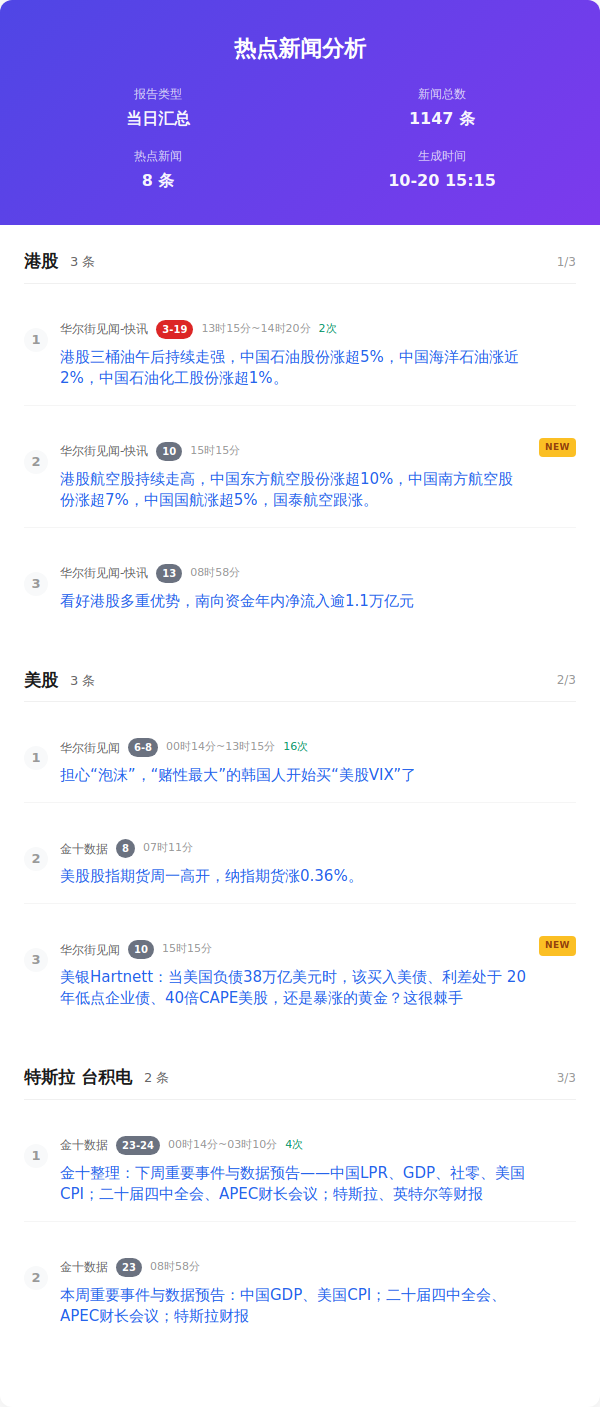 热点新闻分析
报告类型
当日汇总
新闻总数
1147 条
热点新闻
8 条
生成时间
10-20 15:15
港股 3 条 1/3
1
华尔街见闻-快讯 3-19 13时15分~14时20分 2次
港股三桶油午后持续走强，中国石油股份涨超5%，中国海洋石油涨近
2%，中国石油化工股份涨超1%。
2
华尔街见闻-快讯 10 15时15分 NEW
港股航空股持续走高，中国东方航空股份涨超10%，中国南方航空股
份涨超7%，中国国航涨超5%，国泰航空跟涨。
3
华尔街见闻-快讯 13 08时58分
看好港股多重优势，南向资金年内净流入逾1.1万亿元
美股 3 条 2/3
1
华尔街见闻 6-8 00时14分~13时15分 16次
担心“泡沫”，“赌性最大”的韩国人开始买“美股VIX”了
2
金十数据 8 07时11分
美股股指期货周一高开，纳指期货涨0.36%。
3
华尔街见闻 10 15时15分 NEW
美银Hartnett：当美国负债38万亿美元时，该买入美债、利差处于 20
年低点企业债、40倍CAPE美股，还是暴涨的黄金？这很棘手
特斯拉 台积电 2 条 3/3
1
金十数据 23-24 00时14分~03时10分 4次
金十整理：下周重要事件与数据预告——中国LPR、GDP、社零、美国
CPI；二十届四中全会、APEC财长会议；特斯拉、英特尔等财报
2
金十数据 23 08时58分
本周重要事件与数据预告：中国GDP、美国CPI；二十届四中全会、
APEC财长会议；特斯拉财报